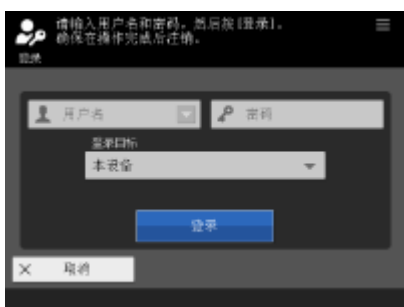 请输入用户名和密码。然后按[登录]。
确保在操作完成后注销。
登录
用户名
密码
登录目标
本设备
登录
取消